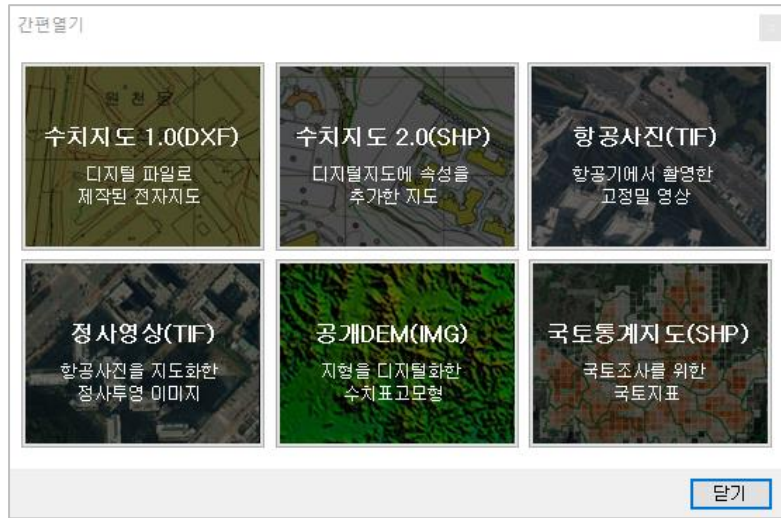 간편열기
원천동
수치지도 1.0(DXF)
디지털 파일로
제작된 전자지도
수치지도 2.0(SHP)
디지털지도에 속성을
추가한 지도
항공사진(TIF)
항공기에서 촬영한
고정밀 영상
정사영상(TIF)
항공사진을 지도화한
정사투영 이미지
공개DEM(IMG)
지형을 디지털화한
수치표고모형
국토통계지도(SHP)
국토조사를 위한
국토지표
닫기